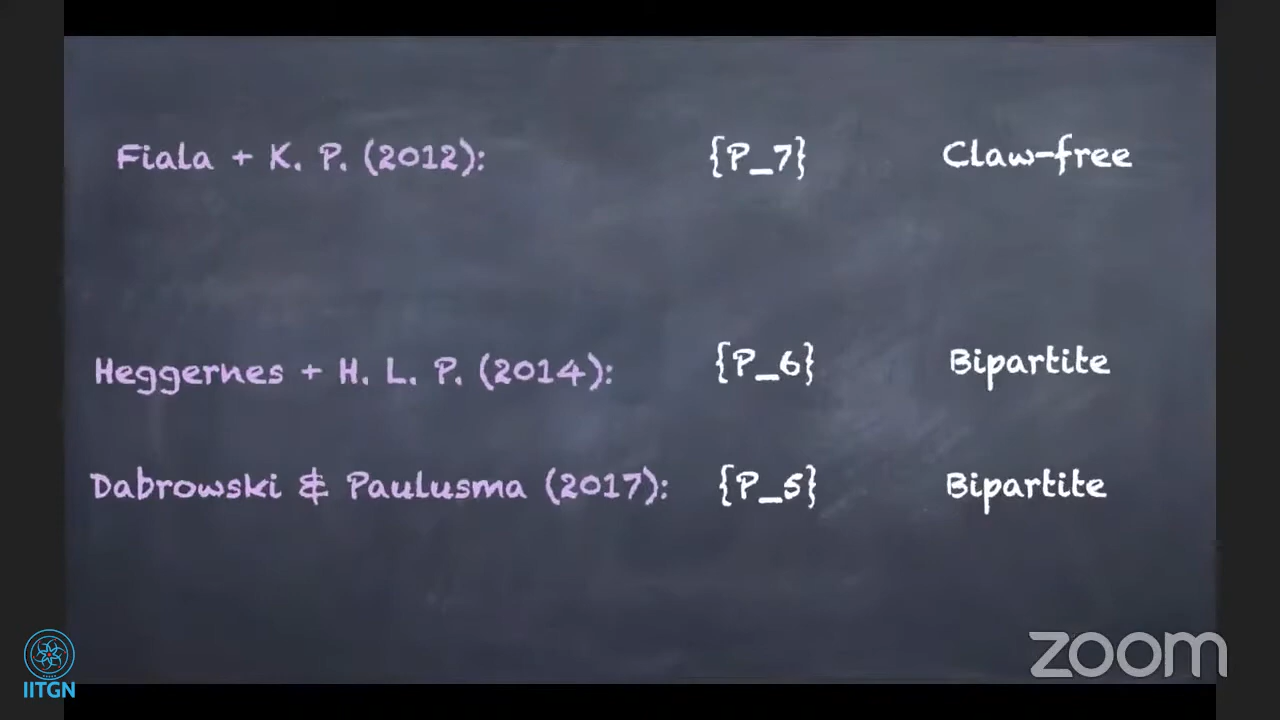 Fiala + K. P. (2012): {P_7} Claw-free
Heggernes + H. L. P. (2014): {P_6} Bipartite
Dabrowski & Paulusma (2017): {P_5} Bipartite
zoom
IITGN